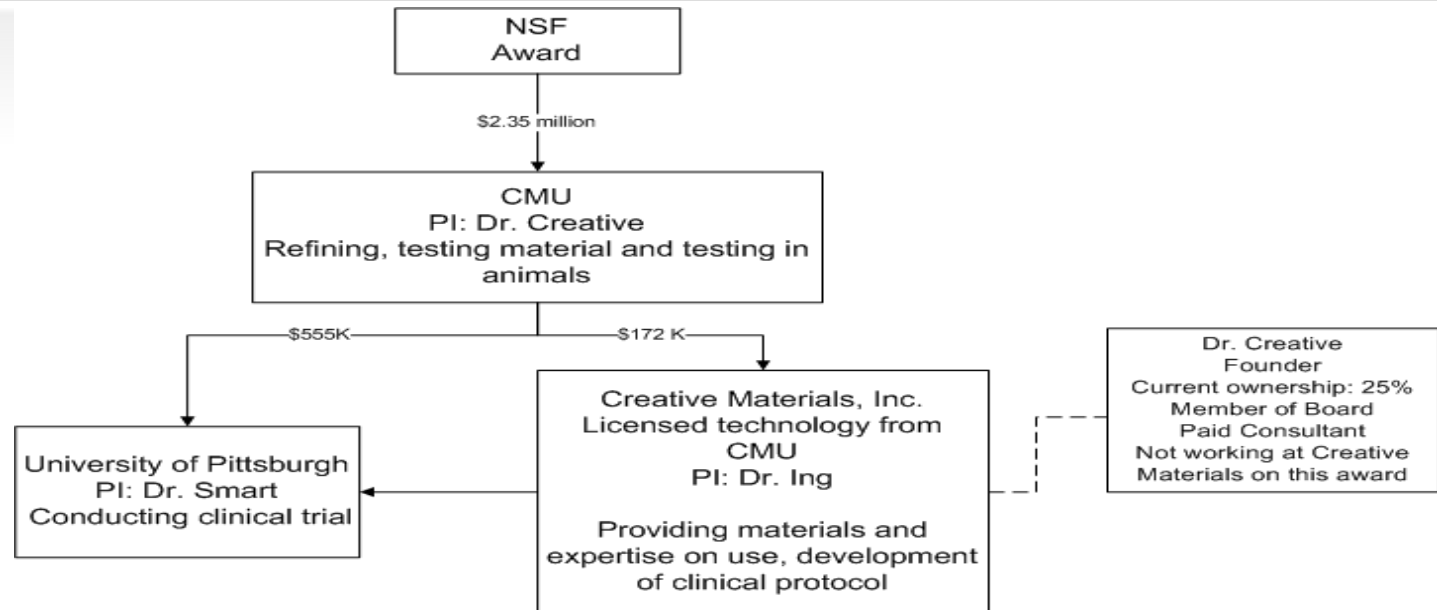 NSF
Award
$2.35 million
CMU
PI: Dr. Creative
Refining, testing material and testing in
animals
$555K
$172 K
Dr. Creative
Founder
Current ownership: 25%
Member of Board
Paid Consultant
Not working at Creative
Materials on this award
Creative Materials, Inc.
Licensed technology from
CMU
PI: Dr. Ing
Providing materials and
expertise on use, development
of clinical protocol
University of Pittsburgh
PI: Dr. Smart
Conducting clinical trial